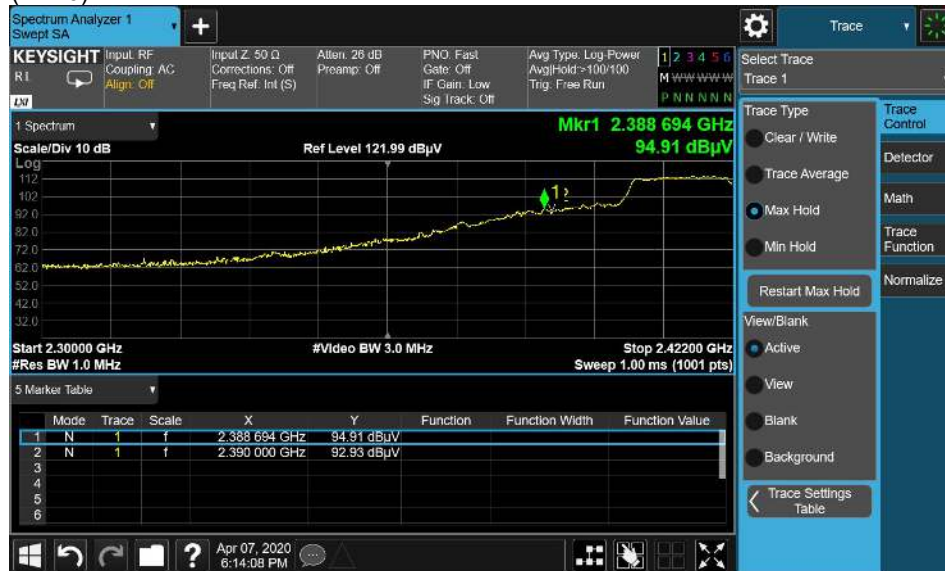 Spectrum Analyzer 1
Swept SA
+
Trace
KEYSIGHT Input: RF Input Z: 50 Ω Atten: 26 dB PNO: Fast Avg Type: Log-Power 1 2 3 4 5 6
RL Coupling: AC Corrections: Off Preamp: Off Gate: Off Avg|Hold:>100/100 M W W W W W
Align: Off Freq Ref: Int (S) IF Gain: Low Trig: Free Run
LXI Sig Track: Off P N N N N N
Select Trace
Trace 1
1 Spectrum
Mkr1 2.388 694 GHz
Scale/Div 10 dB Ref Level 121.99 dBµV 94.91 dBµV
Log
112
102
92.0
82.0
72.0
62.0
52.0
42.0
32.0
1 2
Start 2.30000 GHz #Video BW 3.0 MHz Stop 2.42200 GHz
#Res BW 1.0 MHz Sweep 1.00 ms (1001 pts)
5 Marker Table
Mode Trace Scale X Y Function Function Width Function Value
1 N 1 f 2.388 694 GHz 94.91 dBµV
2 N 1 f 2.390 000 GHz 92.93 dBµV
3
4
5
6
Trace Type
Clear / Write
Trace Average
Max Hold
Min Hold
Restart Max Hold
View/Blank
Active
View
Blank
Background
Trace Settings
Table
Trace
Control
Detector
Math
Trace
Function
Normalize
?
Apr 07, 2020
6:14:08 PM